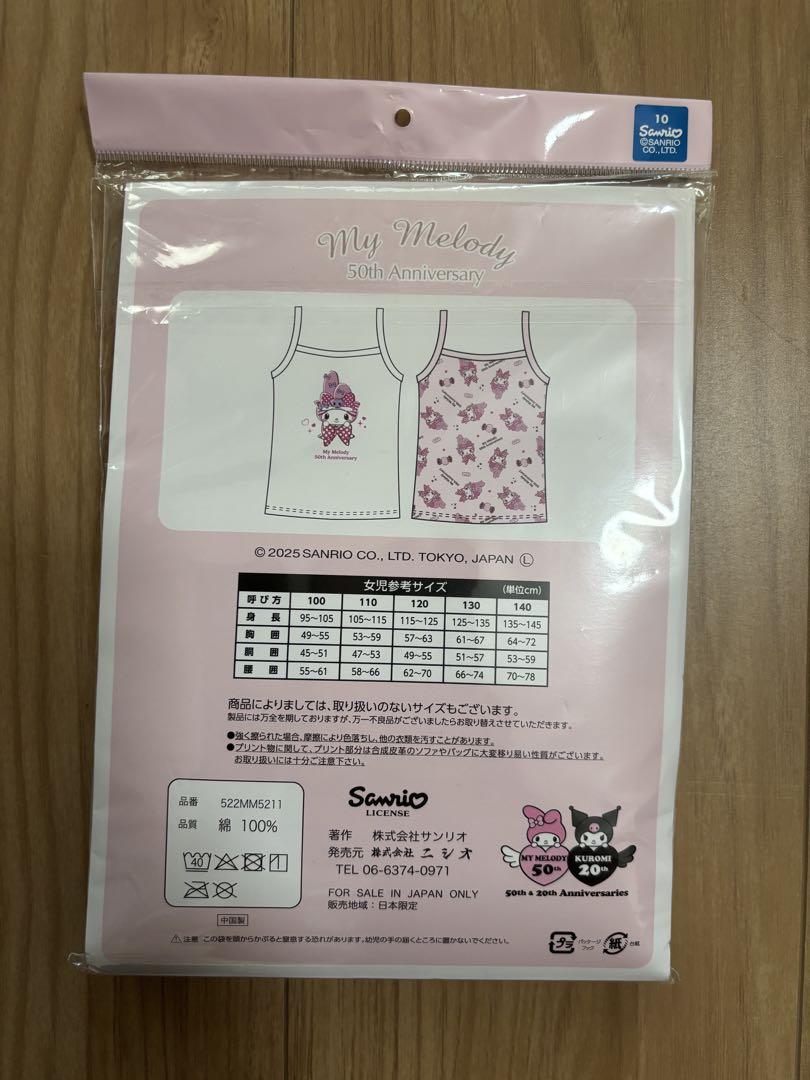 10
Sanrio
©SANRIO
CO.,LTD.
My Melody
50th Anniversary
My Melody
50th Anniversary
© 2025 SANRIO CO., LTD. TOKYO, JAPAN Ⓛ
女児参考サイズ (単位cm)
呼び方 100 110 120 130 140
身長 95~105 105~115 115~125 125~135 135~145
胸囲 49~55 53~59 57~63 61~67 64~72
胴囲 45~51 47~53 49~55 51~57 53~59
腰囲 55~61 58~66 62~70 66~74 70~78
商品によりましては、取り扱いのないサイズもございます。
製品には万全を期しておりますが、万一不良品がございましたらお取り替えさせていただきます。
●強く擦られた場合、摩擦により色落ちし、他の衣類を汚すことがあります。
●プリント物に関して、プリント部分は合成皮革のソファやバッグに大変移り易い性質がございます。
お取り扱いには十分ご注意下さい。
品番 522MM5211
品質 綿 100%
40
中国製
Sanrio
LICENSE
著作 株式会社サンリオ
発売元 株式会社 ニシオ
TEL 06-6374-0971
FOR SALE IN JAPAN ONLY
販売地域:日本限定
MY MELODY
50th
KUROMI
20th
50th & 20th Anniversaries
⚠注意 この袋を頭からかぶると窒息する恐れがあります。幼児の手の届くところに置かないでください。
プラ
パッケージ
フック
紙
台紙